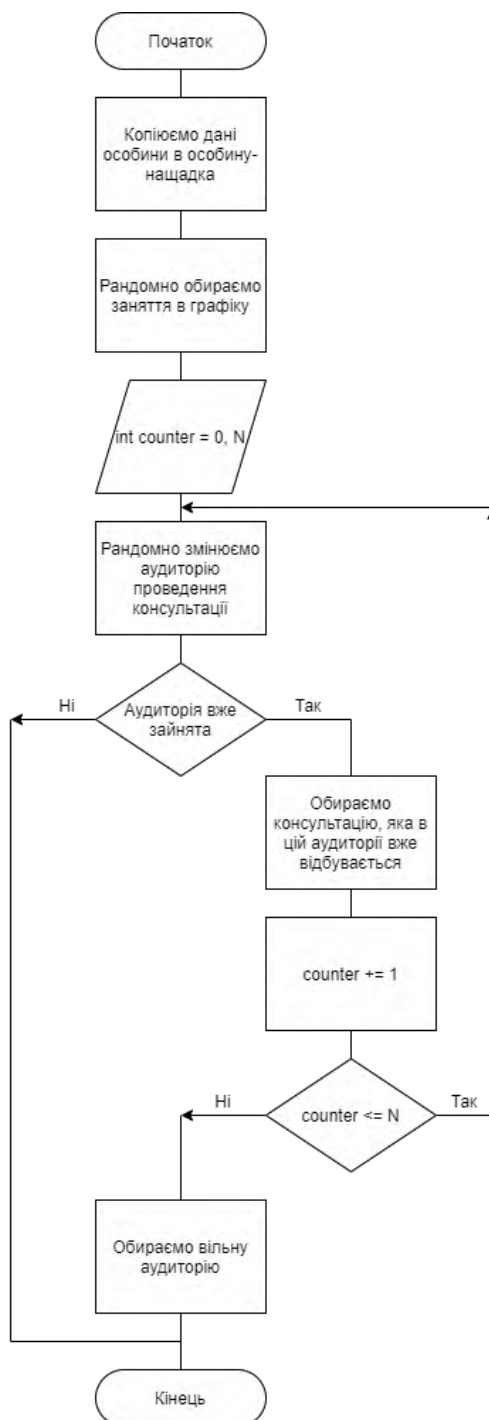 Початок
Копіюємо дані
особини в особину-
нащадка
Рандомно обираємо
заняття в графіку
int counter = 0, N
Рандомно змінюємо
аудиторію
проведення
консультації
Ні
Аудиторія вже
зайнята
Так
Обираємо
консультацію, яка в
цій аудиторії вже
відбувається
counter += 1
Ні
counter <= N
Так
Обираємо вільну
аудиторію
Кінець